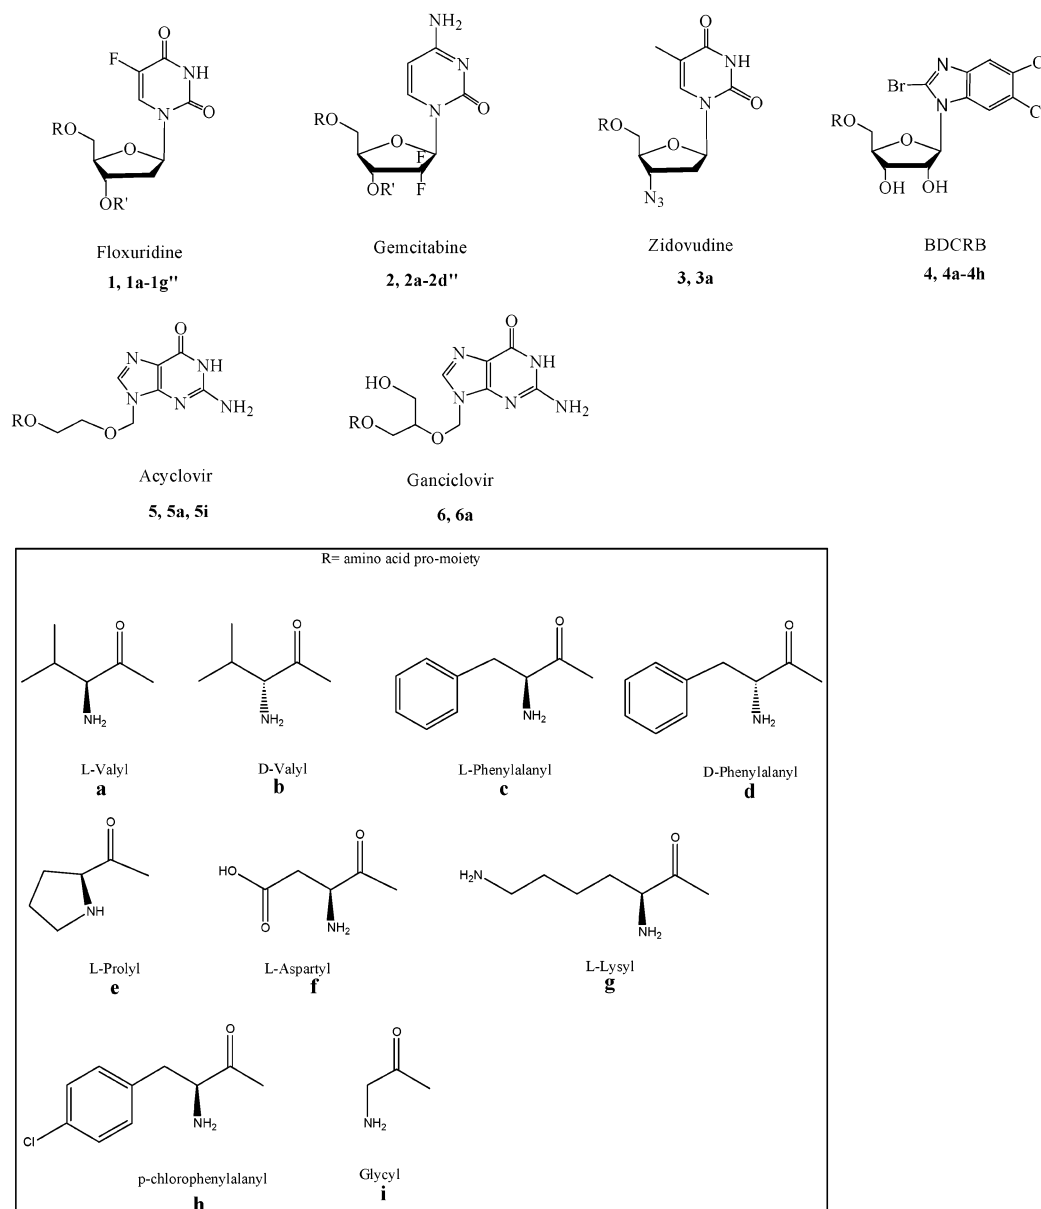 NH₂
O
F
NH
N
O
RO
O
OR'
Floxuridine
1, 1a-1g"
N
N
O
RO
O
F
F
OR'
Gemcitabine
2, 2a-2d"
O
NH
N
O
RO
O
N₃
Zidovudine
3, 3a
N
Br
N
RO
O
OH
OH
BDCRB
4, 4a-4h
O
N
NH
N
N
NH₂
RO
O
Acyclovir
5, 5a, 5i
O
N
NH
HO
N
N
NH₂
RO
O
Ganciclovir
6, 6a
R= amino acid pro-moiety
O
NH₂
L-Valyl
a
O
NH₂
D-Valyl
b
O
NH₂
L-Phenylalanyl
c
O
NH₂
D-Phenylalanyl
d
O
NH
L-Prolyl
e
O
HO
O
NH₂
L-Aspartyl
f
O
H₂N
NH₂
L-Lysyl
g
O
NH₂
Cl
p-chlorophenylalanyl
h
O
NH₂
Glycyl
i